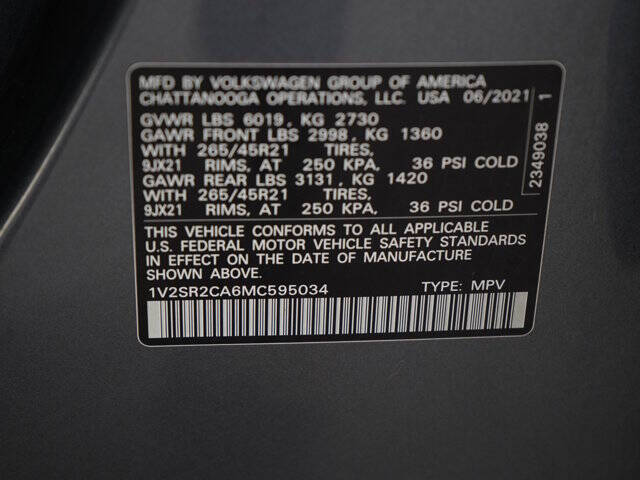 MFD BY VOLKSWAGEN GROUP OF AMERICA
CHATTANOOGA OPERATIONS, LLC. USA 06/2021
GVWR LBS 6019, KG 2730
GAWR FRONT LBS 2998, KG 1360
WITH 265/45R21 TIRES,
9JX21 RIMS, AT 250 KPA, 36 PSI COLD
GAWR REAR LBS 3131, KG 1420
WITH 265/45R21 TIRES,
9JX21 RIMS, AT 250 KPA, 36 PSI COLD
THIS VEHICLE CONFORMS TO ALL APPLICABLE
U.S. FEDERAL MOTOR VEHICLE SAFETY STANDARDS
IN EFFECT ON THE DATE OF MANUFACTURE
SHOWN ABOVE.
1V2SR2CA6MC595034 TYPE: MPV
2349038 1